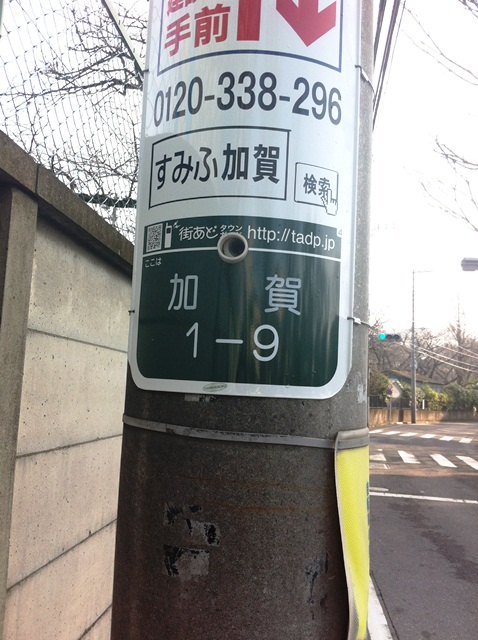 手前
0120-338-296
すみふ加賀
検索
街あどタウン http://tadp.jp
ここは
加賀
1-9